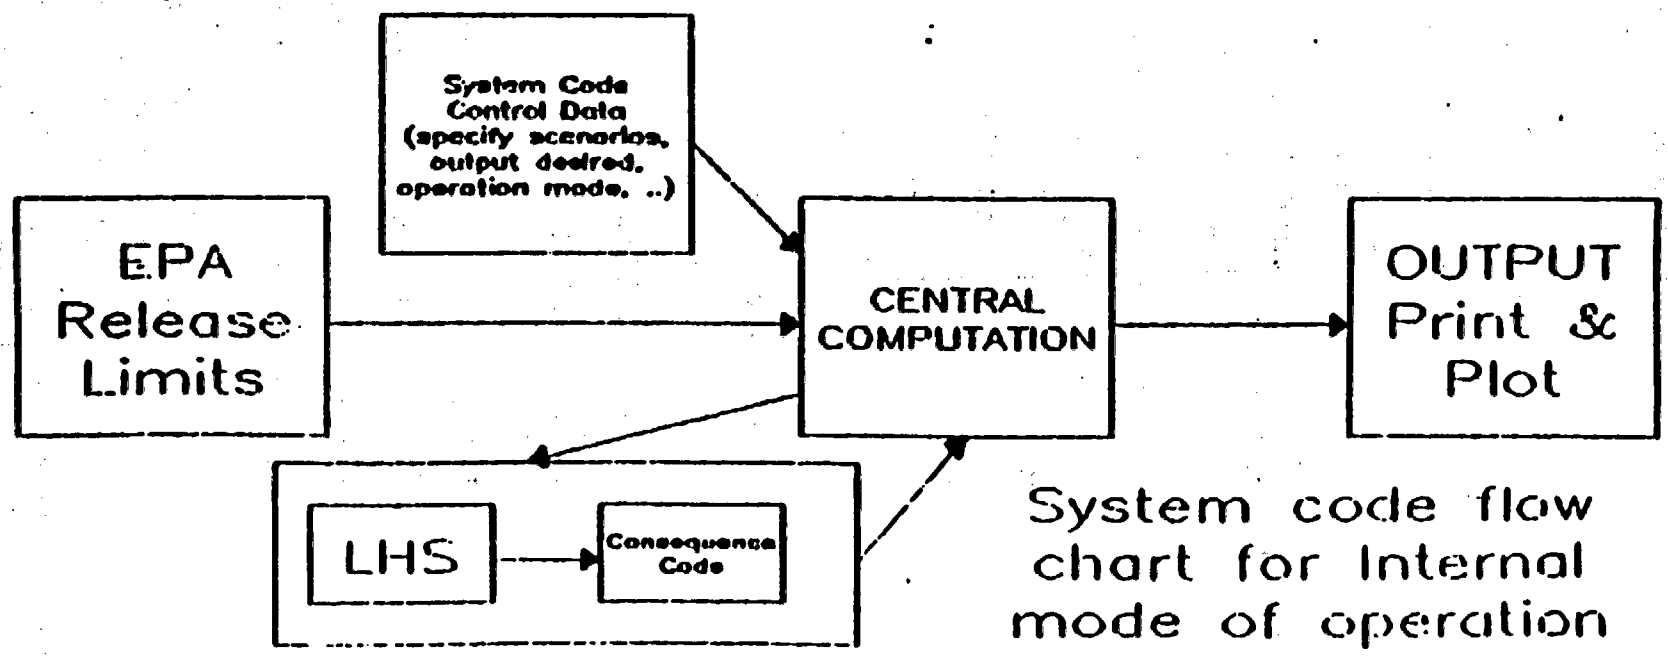 System Code
Control Data
(specify scenarios,
output desired,
operation mode, ..)
EPA
Release
Limits
CENTRAL
COMPUTATION
OUTPUT
Print &
Plot
LHS
Consequence
Code
System code flow
chart for Internal
mode of operation